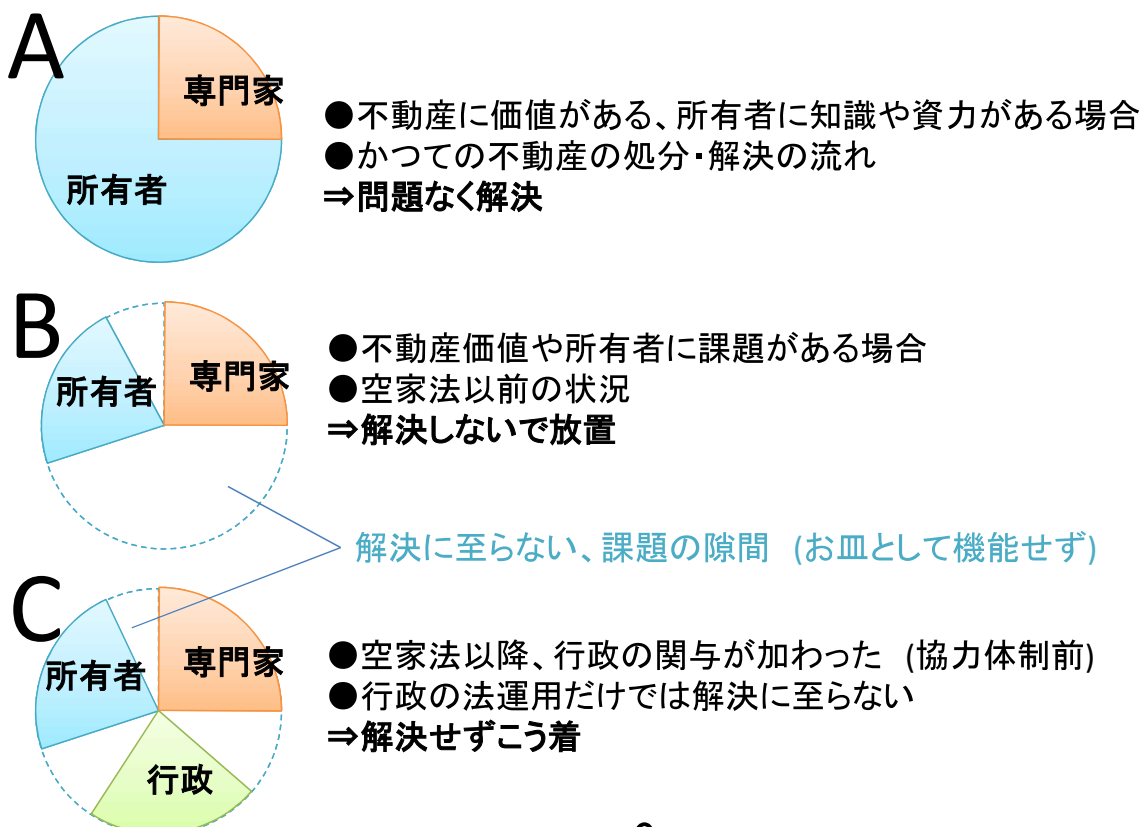 A
専門家
所有者
●不動産に価値がある、所有者に知識や資力がある場合
●かつての不動産の処分・解決の流れ
⇒問題なく解決
B
所有者
専門家
●不動産価値や所有者に課題がある場合
●空家法以前の状況
⇒解決しないで放置
解決に至らない、課題の隙間 (お皿として機能せず)
C
所有者
専門家
行政
●空家法以降、行政の関与が加わった (協力体制前)
●行政の法運用だけでは解決に至らない
⇒解決せずこう着